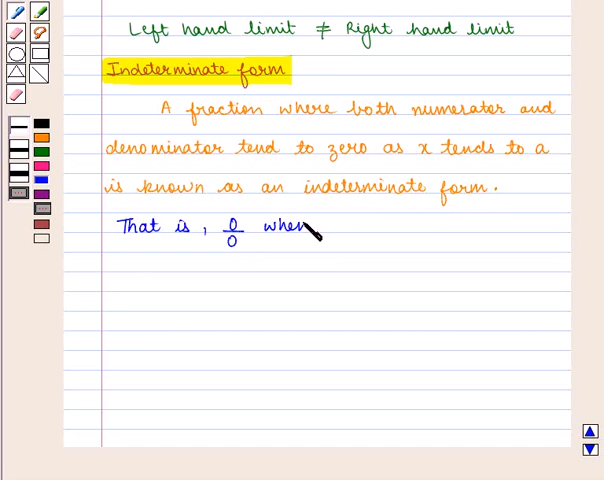 Left hand limit ≠ Right hand limit
Indeterminate form
A fraction where both numerator and
denominator tend to zero as x tends to a
is known as an indeterminate form.
That is, 0/0 when